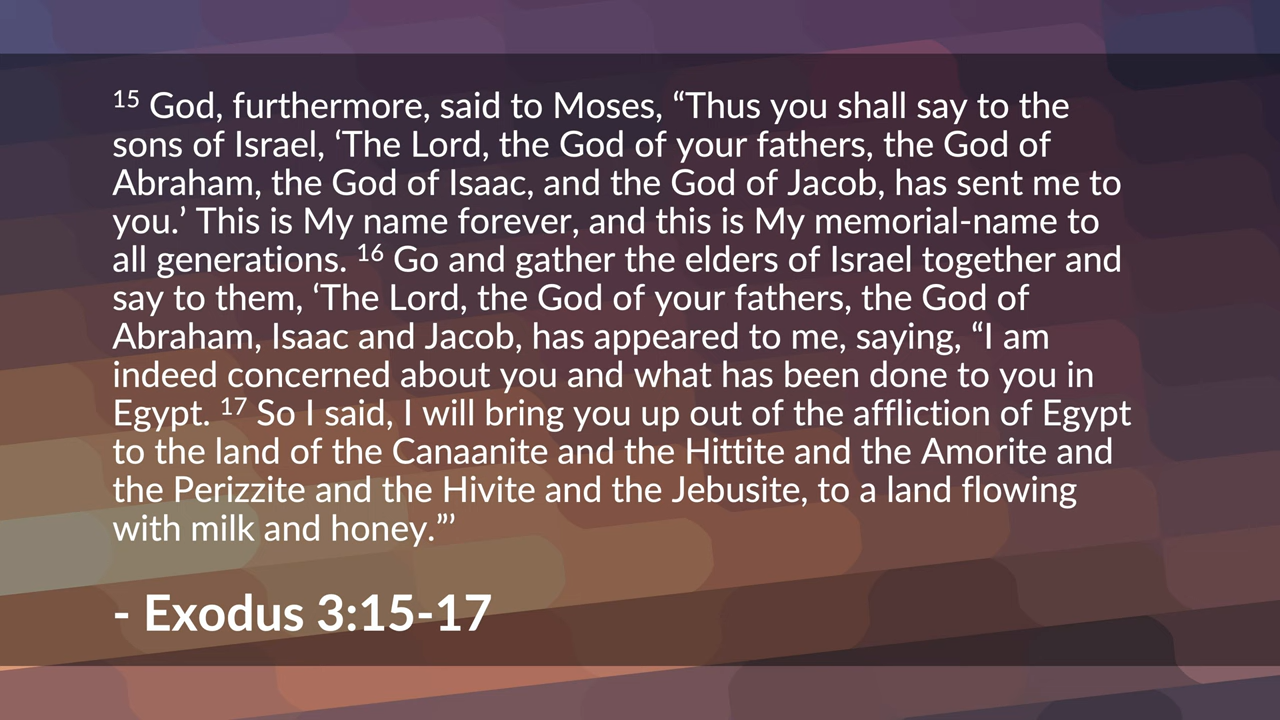 15 God, furthermore, said to Moses, “Thus you shall say to the
sons of Israel, ‘The Lord, the God of your fathers, the God of
Abraham, the God of Isaac, and the God of Jacob, has sent me to
you.’ This is My name forever, and this is My memorial-name to
all generations. 16 Go and gather the elders of Israel together and
say to them, ‘The Lord, the God of your fathers, the God of
Abraham, Isaac and Jacob, has appeared to me, saying, “I am
indeed concerned about you and what has been done to you in
Egypt. 17 So I said, I will bring you up out of the affliction of Egypt
to the land of the Canaanite and the Hittite and the Amorite and
the Perizzite and the Hivite and the Jebusite, to a land flowing
with milk and honey.”’
- Exodus 3:15-17